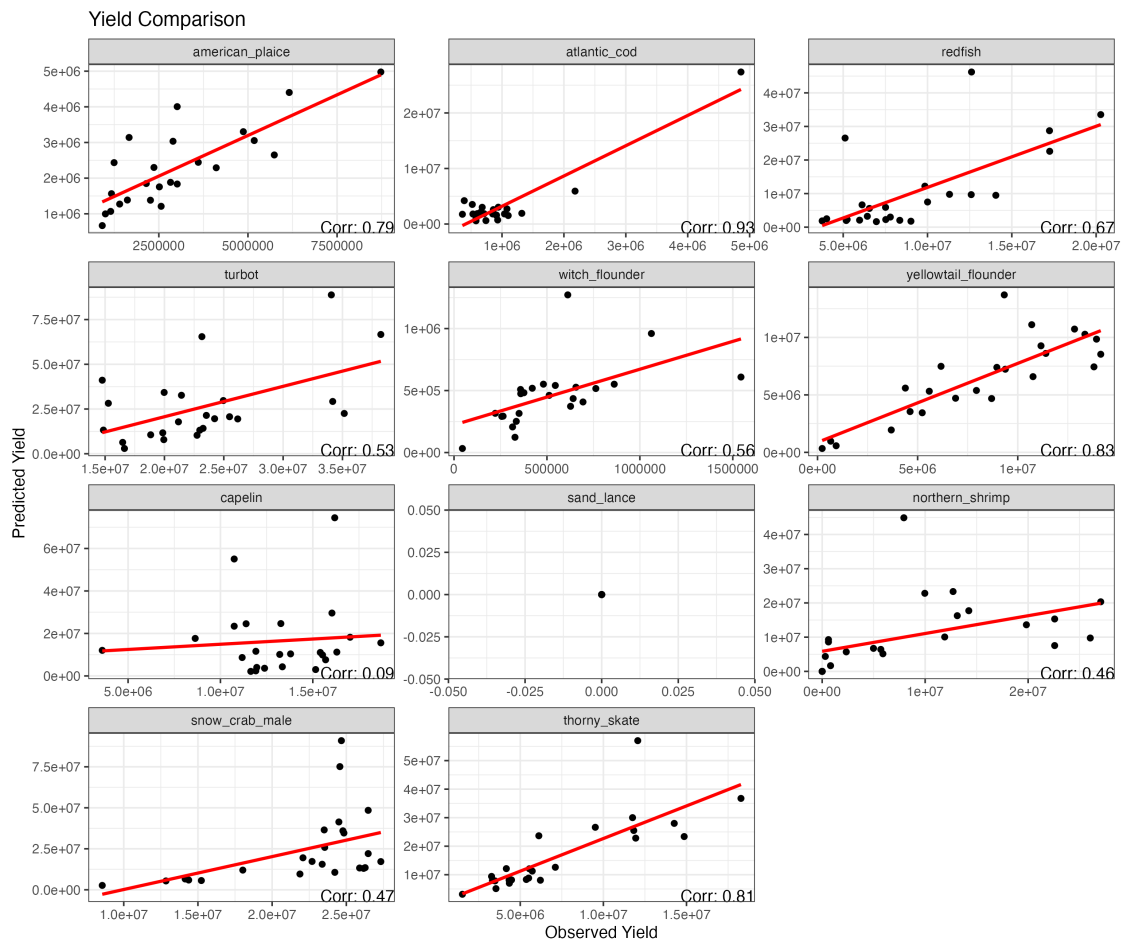 Yield Comparison
american_plaice
atlantic_cod
redfish
5e+06
4e+06
3e+06
2e+06
1e+06
2e+07
1e+07
0e+00
4e+07
3e+07
2e+07
1e+07
0e+00
Corr: 0.79
Corr: 0.93
Corr: 0.67
2500000 5000000 7500000
1e+06 2e+06 3e+06 4e+06 5e+06
5.0e+06 1.0e+07 1.5e+07 2.0e+07
turbot
witch_flounder
yellowtail_flounder
7.5e+07
5.0e+07
2.5e+07
0.0e+00
1e+06
5e+05
0e+00
1e+07
5e+06
0e+00
Corr: 0.53
Corr: 0.56
Corr: 0.83
1.5e+07 2.0e+07 2.5e+07 3.0e+07 3.5e+07
0 500000 1000000 1500000
0e+00 5e+06 1e+07
Predicted Yield
capelin
sand_lance
northern_shrimp
6e+07
4e+07
2e+07
0e+00
0.050
0.025
0.000
-0.025
-0.050
4e+07
3e+07
2e+07
1e+07
0e+00
Corr: 0.09
Corr: 0.46
5.0e+06 1.0e+07 1.5e+07
-0.050 -0.025 0.000 0.025 0.050
0e+00 1e+07 2e+07
snow_crab_male
thorny_skate
7.5e+07
5.0e+07
2.5e+07
0.0e+00
5e+07
4e+07
3e+07
2e+07
1e+07
Corr: 0.47
Corr: 0.81
1.0e+07 1.5e+07 2.0e+07 2.5e+07
5.0e+06 1.0e+07 1.5e+07
Observed Yield